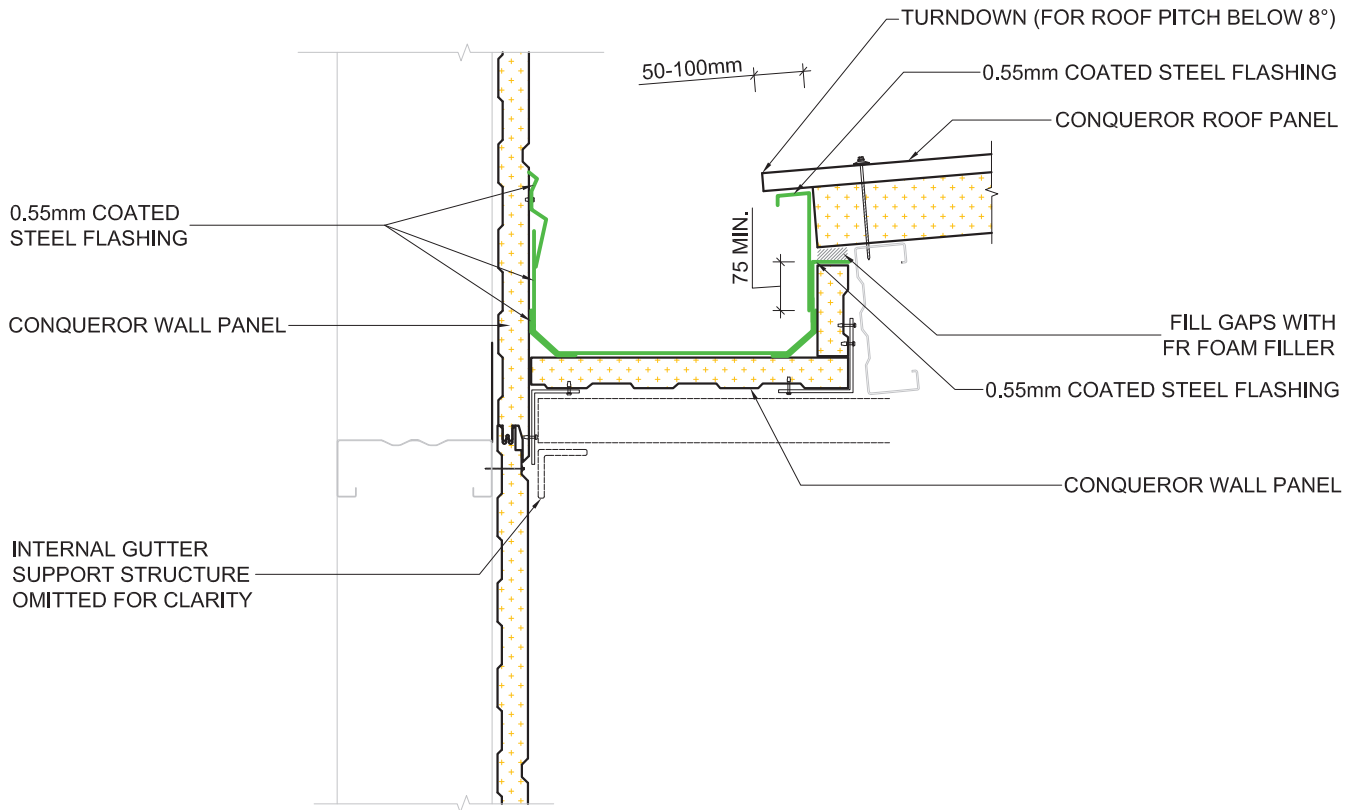 TURNDOWN (FOR ROOF PITCH BELOW 8°)
50-100mm
0.55mm COATED STEEL FLASHING
CONQUEROR ROOF PANEL
0.55mm COATED
STEEL FLASHING
75 MIN.
CONQUEROR WALL PANEL
FILL GAPS WITH
FR FOAM FILLER
0.55mm COATED STEEL FLASHING
CONQUEROR WALL PANEL
INTERNAL GUTTER
SUPPORT STRUCTURE
OMITTED FOR CLARITY